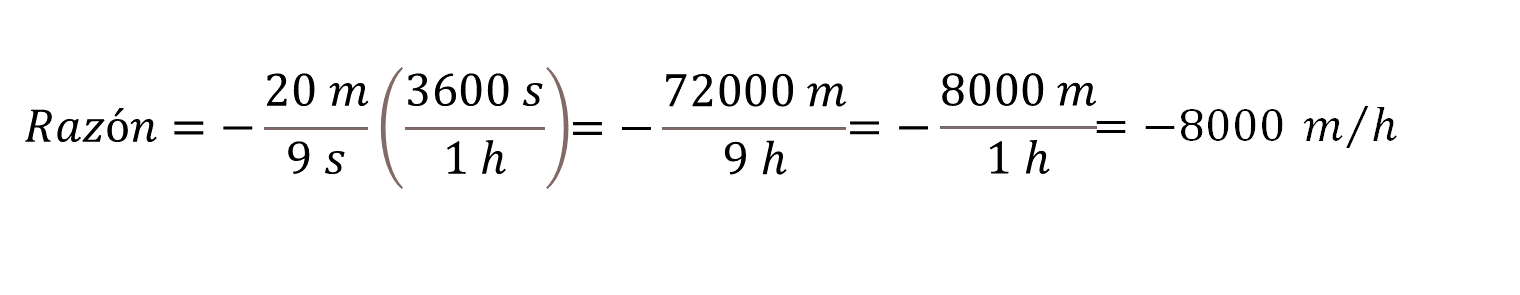 Razón = − 20 m / 9 s (3600 s / 1 h) = − 72000 m / 9 h = − 8000 m / 1 h = −8000 m/h